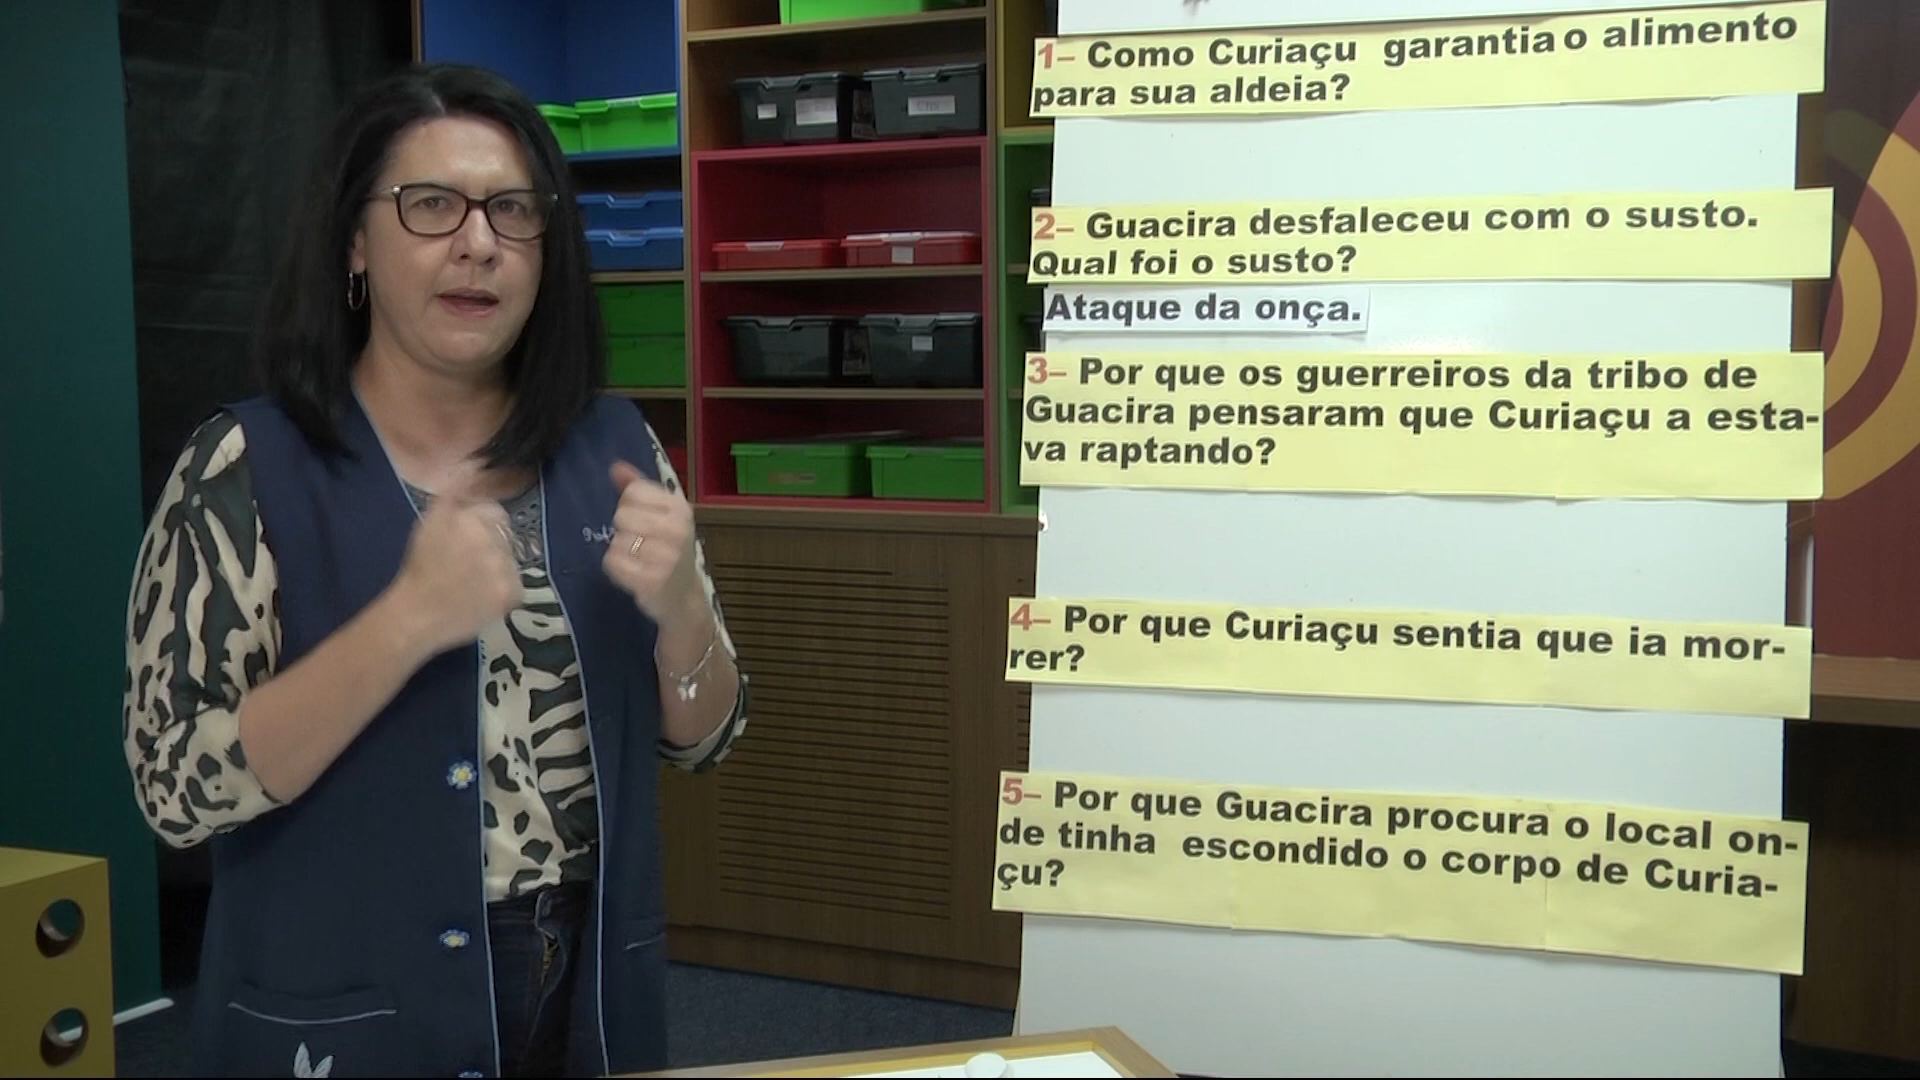 1– Como Curiaçu garantia o alimento
para sua aldeia?
2– Guacira desfaleceu com o susto.
Qual foi o susto?
Ataque da onça.
3– Por que os guerreiros da tribo de
Guacira pensaram que Curiaçu a esta-
va raptando?
4– Por que Curiaçu sentia que ia mor-
rer?
5– Por que Guacira procura o local on-
de tinha escondido o corpo de Curia-
çu?